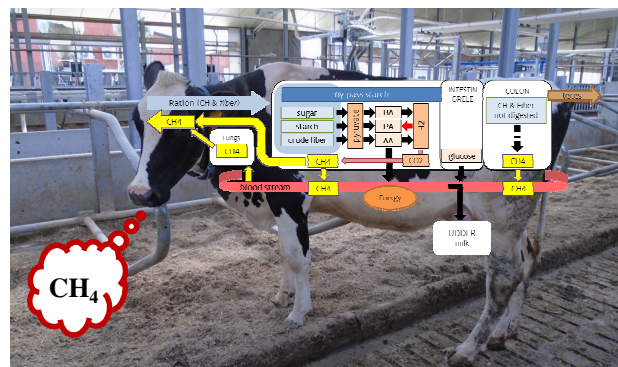 by pass starch
INTESTIN
GRELE
COLON
feces
Ration (CH & fiber)
CH & Fiber
not digested
sugar
starch
crude fiber
pyruvate
BA
PA
AA
H2
CH4
Lungs
CH4
CH4
CO2
glucose
CH4
blood stream
CH4
CH4
Energy
UDDER
milk
CH4